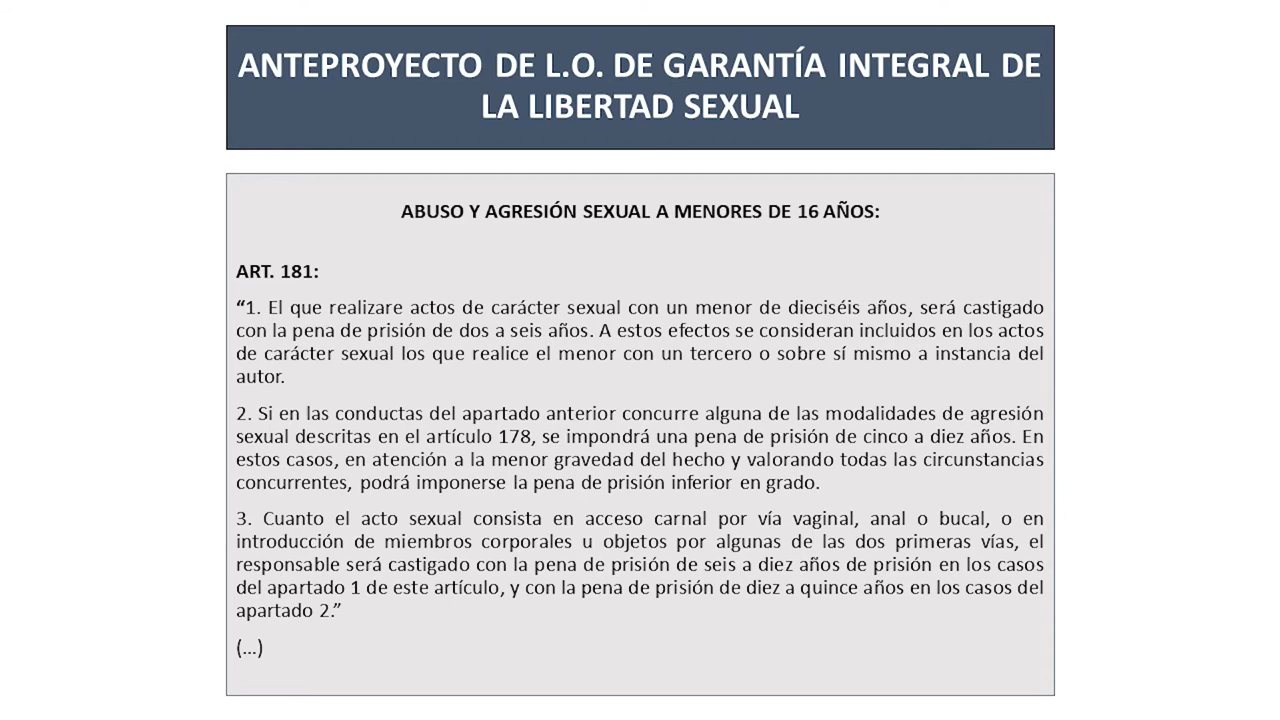 ANTEPROYECTO DE L.O. DE GARANTÍA INTEGRAL DE
LA LIBERTAD SEXUAL
ABUSO Y AGRESIÓN SEXUAL A MENORES DE 16 AÑOS:
ART. 181:
“1. El que realizare actos de carácter sexual con un menor de dieciséis años, será castigado
con la pena de prisión de dos a seis años. A estos efectos se consideran incluidos en los actos
de carácter sexual los que realice el menor con un tercero o sobre sí mismo a instancia del
autor.
2. Si en las conductas del apartado anterior concurre alguna de las modalidades de agresión
sexual descritas en el artículo 178, se impondrá una pena de prisión de cinco a diez años. En
estos casos, en atención a la menor gravedad del hecho y valorando todas las circunstancias
concurrentes, podrá imponerse la pena de prisión inferior en grado.
3. Cuanto el acto sexual consista en acceso carnal por vía vaginal, anal o bucal, o en
introducción de miembros corporales u objetos por algunas de las dos primeras vías, el
responsable será castigado con la pena de prisión de seis a diez años de prisión en los casos
del apartado 1 de este artículo, y con la pena de prisión de diez a quince años en los casos del
apartado 2.”
(...)